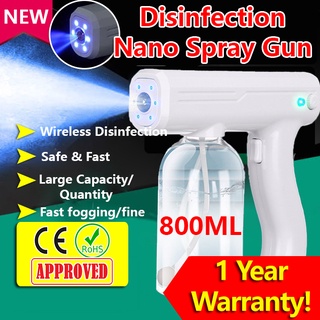 NEW
Disinfection
Nano Spray Gun
Wireless Disinfection
Safe & Fast
Large Capacity/
Quantity
Fast fogging/fine
800ML
CE RoHS
APPROVED
1 Year
Warranty!